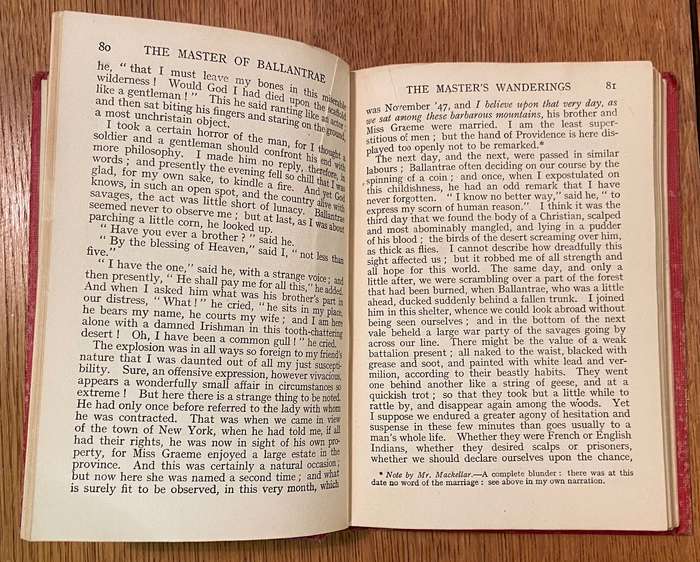 80 THE MASTER OF BALLANTRAE
he, “ that I must leave my bones in this miserable
wilderness ! Would God I had died upon the scaffold
like a gentleman ! ” This he said ranting like an actor ;
and then sat biting his fingers and staring on the ground,
a most unchristian object.
I took a certain horror of the man, for I thought a
soldier and a gentleman should confront his end with
more philosophy. I made him no reply, therefore, in
words ; and presently the evening fell so chill that I was
glad, for my own sake, to kindle a fire. And yet God
knows, in such an open spot, and the country alive with
savages, the act was little short of lunacy. Ballantrae
seemed never to observe me ; but at last, as I was about
parching a little corn, he looked up.
“ Have you ever a brother ? ” said he.
“ By the blessing of Heaven,” said I, “ not less than
five.”
“ I have the one,” said he, with a strange voice ; and
then presently, “ He shall pay me for all this,” he added.
And when I asked him what was his brother's part in
our distress, “ What ! ” he cried, “ he sits in my place,
he bears my name, he courts my wife ; and I am here
alone with a damned Irishman in this tooth-chattering
desert ! Oh, I have been a common gull ! ” he cried.
The explosion was in all ways so foreign to my friend's
nature that I was daunted out of all my just suscepti-
bility. Sure, an offensive expression, however vivacious,
appears a wonderfully small affair in circumstances so
extreme ! But here there is a strange thing to be noted.
He had only once before referred to the lady with whom
he was contracted. That was when we came in view
of the town of New York, when he had told me, if all
had their rights, he was now in sight of his own pro-
perty, for Miss Graeme enjoyed a large estate in the
province. And this was certainly a natural occasion ;
but now here she was named a second time ; and what
is surely fit to be observed, in this very month, which
THE MASTER'S WANDERINGS 81
was November '47, and I believe upon that very day, as
we sat among these barbarous mountains, his brother and
Miss Graeme were married. I am the least super-
stitious of men ; but the hand of Providence is here dis-
played too openly not to be remarked.*
The next day, and the next, were passed in similar
labours ; Ballantrae often deciding on our course by the
spinning of a coin ; and once, when I expostulated on
this childishness, he had an odd remark that I have
never forgotten. “ I know no better way,” said he, “ to
express my scorn of human reason.” I think it was the
third day that we found the body of a Christian, scalped
and most abominably mangled, and lying in a pudder
of his blood ; the birds of the desert screaming over him,
as thick as flies. I cannot describe how dreadfully this
sight affected us ; but it robbed me of all strength and
all hope for this world. The same day, and only a
little after, we were scrambling over a part of the forest
that had been burned, when Ballantrae, who was a little
ahead, ducked suddenly behind a fallen trunk. I joined
him in this shelter, whence we could look abroad without
being seen ourselves ; and in the bottom of the next
vale beheld a large war party of the savages going by
across our line. There might be the value of a weak
battalion present ; all naked to the waist, blacked with
grease and soot, and painted with white lead and ver-
milion, according to their beastly habits. They went
one behind another like a string of geese, and at a
quickish trot ; so that they took but a little while to
rattle by, and disappear again among the woods. Yet
I suppose we endured a greater agony of hesitation and
suspense in these few minutes than goes usually to a
man's whole life. Whether they were French or English
Indians, whether they desired scalps or prisoners,
whether we should declare ourselves upon the chance,
* Note by Mr. Mackellar.—A complete blunder : there was at this
date no word of the marriage : see above in my own narration.